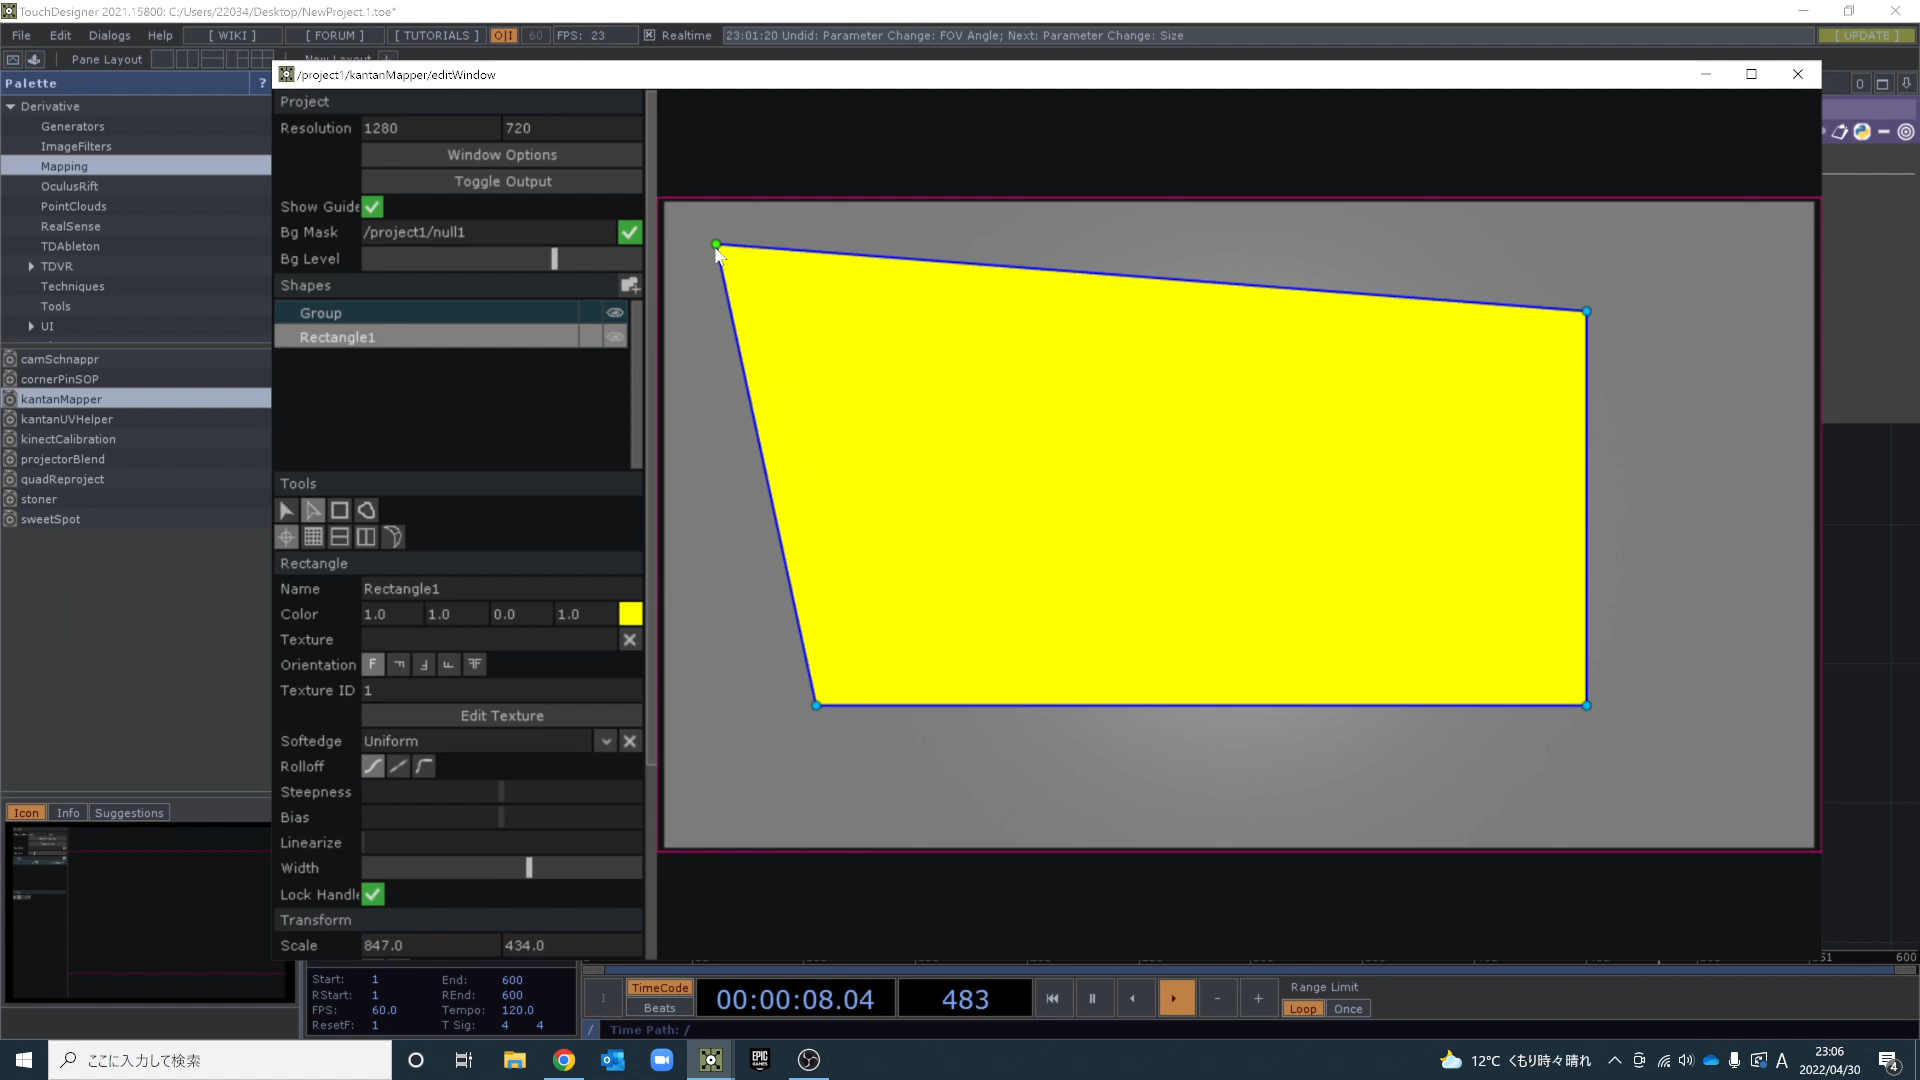 TouchDesigner 2021.15800: C:/Users/22034/Desktop/NewProject.1.toe*
File Edit Dialogs Help [ WIKI ] [ FORUM ] [ TUTORIALS ] O|I 60 FPS: 23 Realtime 23:01:20 Undid: Parameter Change: FOV Angle; Next: Parameter Change: Size [ UPDATE ]
Pane Layout New Layout +
Palette ?
Derivative
Generators
ImageFilters
Mapping
OculusRift
PointClouds
RealSense
TDAbleton
TDVR
Techniques
Tools
UI
camSchnappr
cornerPinSOP
kantanMapper
kantanUVHelper
kinectCalibration
projectorBlend
quadReproject
stoner
sweetSpot
Icon Info Suggestions
/project1/kantanMapper/editWindow
0
Project
Resolution 1280 720
Window Options
Toggle Output
Show Guide
Bg Mask /project1/null1
Bg Level
Shapes
Group
Rectangle1
Tools
Rectangle
Name Rectangle1
Color 1.0 1.0 0.0 1.0
Texture
Orientation
Texture ID 1
Edit Texture
Softedge Uniform
Rolloff
Steepness
Bias
Linearize
Width
Lock Handle
Transform
Scale 847.0 434.0
600
Start: 1 End: 600
RStart: 1 REnd: 600
FPS: 60.0 Tempo: 120.0
ResetF: 1 T Sig: 4 4
TimeCode
Beats
00:00:08.04 483
Range Limit
Loop Once
/ Time Path: /
ここに入力して検索
EPIC GAMES
12°C くもり時々晴れ
A
23:06
2022/04/30
4